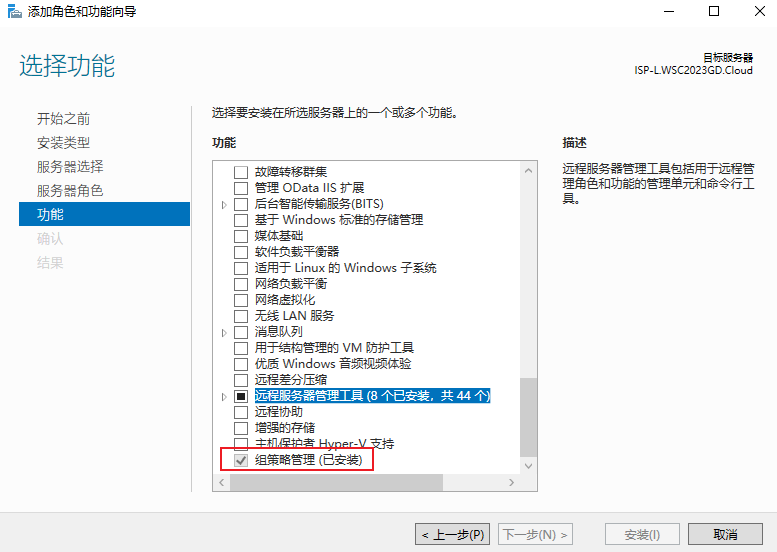 添加角色和功能向导
选择功能
目标服务器
ISP-L.WSC2023GD.Cloud
开始之前
安装类型
服务器选择
服务器角色
功能
确认
结果
选择要安装在所选服务器上的一个或多个功能。
功能
故障转移群集
管理 OData IIS 扩展
后台智能传输服务(BITS)
基于 Windows 标准的存储管理
媒体基础
软件负载平衡器
适用于 Linux 的 Windows 子系统
网络负载平衡
网络虚拟化
无线 LAN 服务
消息队列
用于结构管理的 VM 防护工具
优质 Windows 音频视频体验
远程差分压缩
远程服务器管理工具 (8 个已安装，共 44 个)
远程协助
增强的存储
主机保护者 Hyper-V 支持
组策略管理 (已安装)
描述
远程服务器管理工具包括用于远程
管理角色和功能的管理单元和命令行工
具。
< 上一步(P)
下一步(N) >
安装(I)
取消